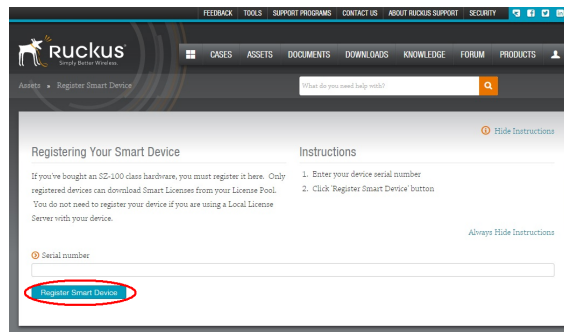 FEEDBACK TOOLS SUPPORT PROGRAMS CONTACT US ABOUT RUCKUS SUPPORT SECURITY
Ruckus
Simply Better Wireless.
CASES ASSETS DOCUMENTS DOWNLOADS KNOWLEDGE FORUM PRODUCTS
Assets Register Smart Device
What do you need help with?
Hide Instructions
Registering Your Smart Device
If you've bought an SZ-100 class hardware, you must register it here. Only
registered devices can download Smart Licenses from your License Pool.
You do not need to register your device if you are using a Local License
Server with your device.
Instructions
1. Enter your device serial number
2. Click 'Register Smart Device' button
Always Hide Instructions
Serial number
Register Smart Device